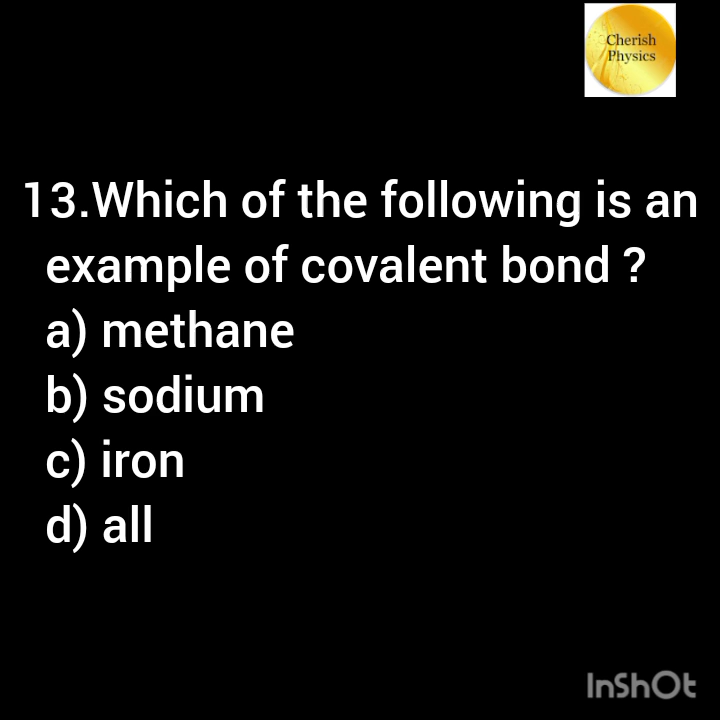 Cherish
Physics
13.Which of the following is an
example of covalent bond ?
a) methane
b) sodium
c) iron
d) all
InShOt